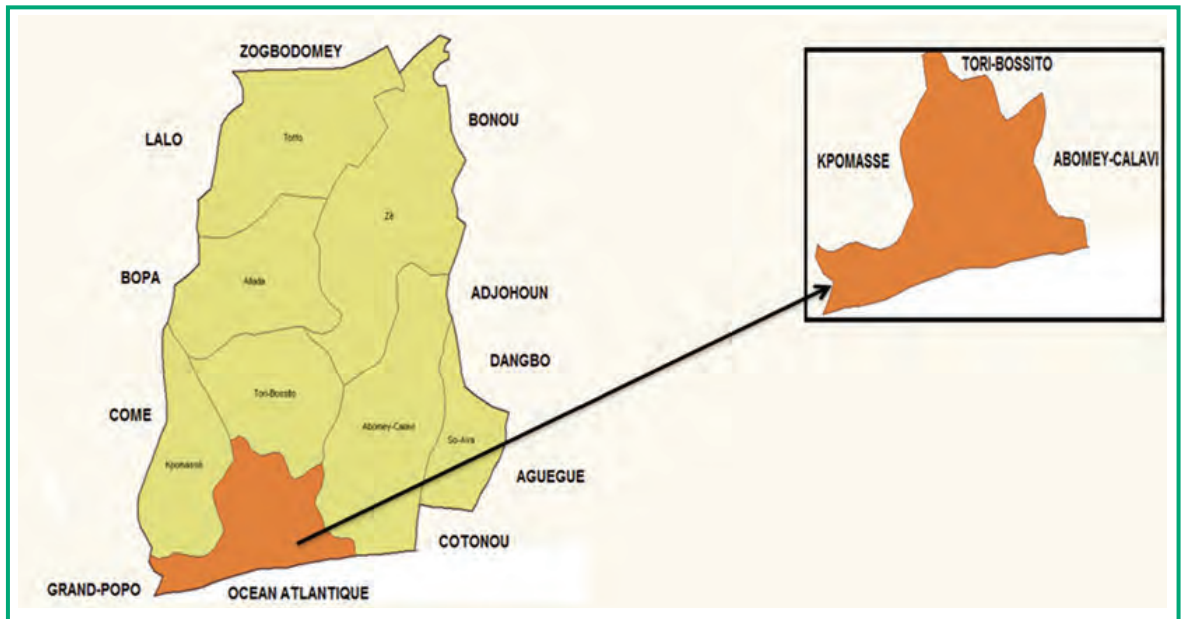 ZOGBODOMEY
TORI-BOSSITO
BONOU
LALO
Toffo
KPOMASSE
ABOMEY-CALAVI
Zè
BOPA
Allada
ADJOHOUN
DANGBO
Tori-Bossito
COME
Abomey-Calavi
So-Ava
Kpomassè
AGUEGUE
COTONOU
GRAND-POPO
OCEAN ATLANTIQUE